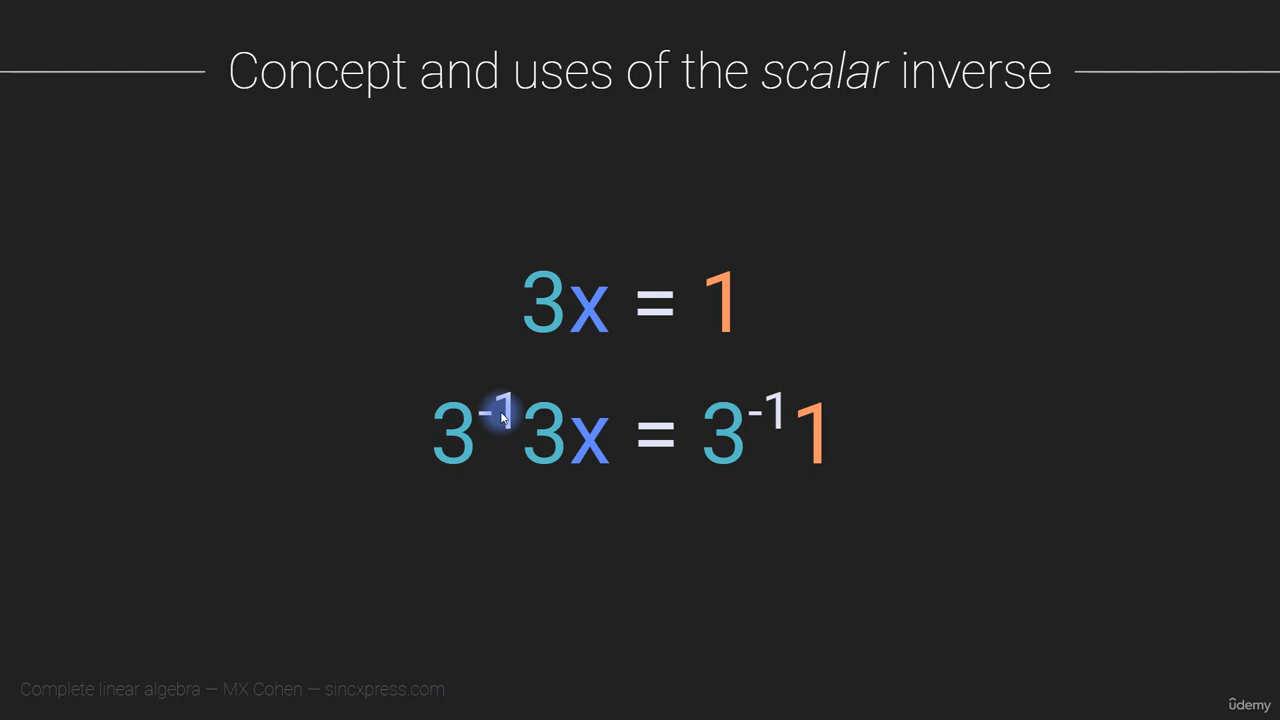 Concept and uses of the scalar inverse
3x = 1
3⁻¹3x = 3⁻¹1
Complete linear algebra — MX Cohen — sincxpress.com
ûdemy